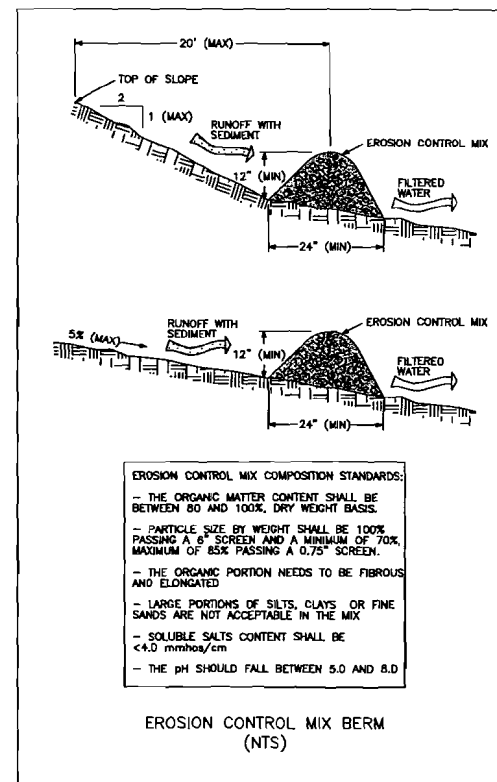 20' (MAX)
TOP OF SLOPE
2
1 (MAX)
RUNOFF WITH
SEDIMENT
EROSION CONTROL MIX
12" (MIN)
FILTERED
WATER
24" (MIN)
5% (MAX)
RUNOFF WITH
SEDIMENT
EROSION CONTROL MIX
12" (MIN)
FILTERED
WATER
24" (MIN)
EROSION CONTROL MIX COMPOSITION STANDARDS:
– THE ORGANIC MATTER CONTENT SHALL BE
BETWEEN 80 AND 100%, DRY WEIGHT BASIS.
– PARTICLE SIZE BY WEIGHT SHALL BE 100%
PASSING A 6" SCREEN AND A MINIMUM OF 70%,
MAXIMUM OF 85% PASSING A 0.75" SCREEN.
– THE ORGANIC PORTION NEEDS TO BE FIBROUS
AND ELONGATED
– LARGE PORTIONS OF SILTS, CLAYS OR FINE
SANDS ARE NOT ACCEPTABLE IN THE MIX
– SOLUBLE SALTS CONTENT SHALL BE
<4.0 mmhos/cm
– THE pH SHOULD FALL BETWEEN 5.0 AND 8.0
EROSION CONTROL MIX BERM
(NTS)